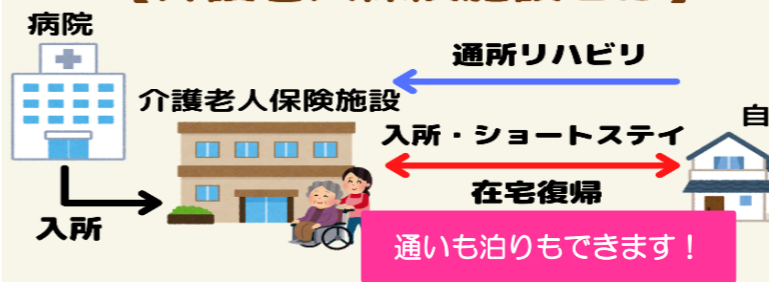 病院
通所リハビリ
介護老人保険施設
自
入所・ショートステイ
在宅復帰
入所
通いも泊りもできます！